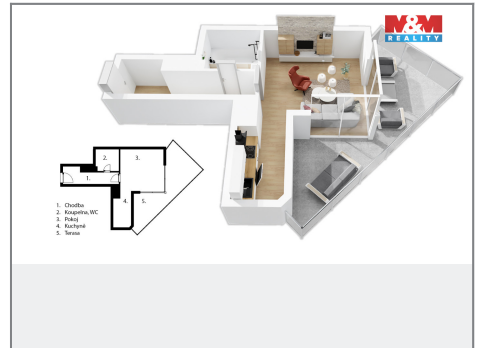 N&M
REALITY
1.
2.
3.
4.
5.
1. Chodba
2. Koupelna, WC
3. Pokoj
4. Kuchyně
5. Terasa